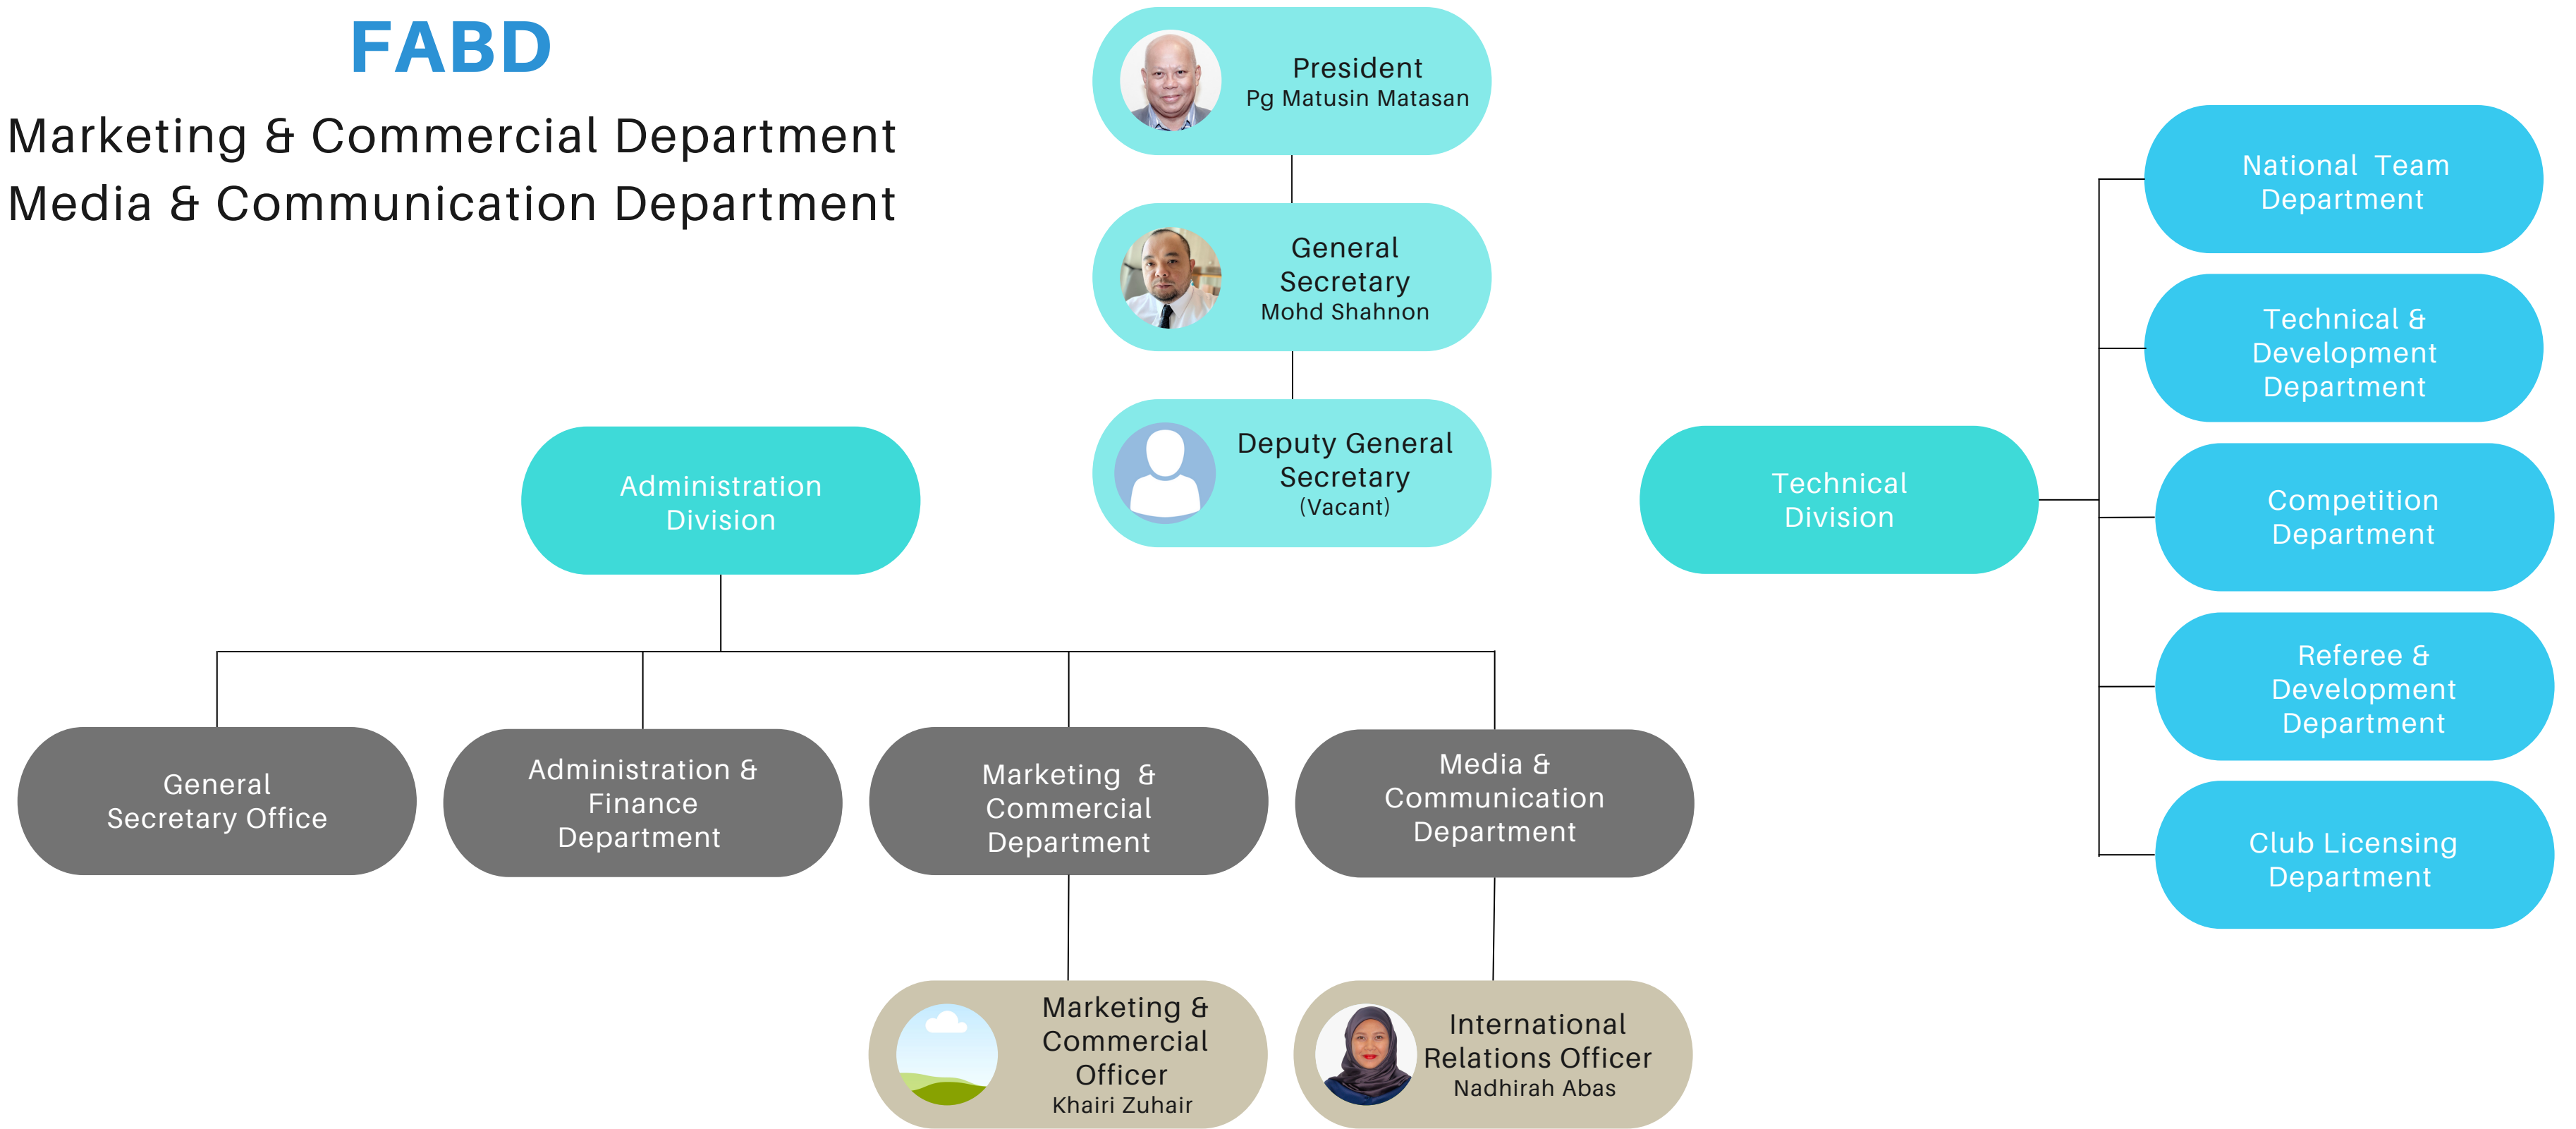 FABD
Marketing & Commercial Department
Media & Communication Department
President
Pg Matusin Matasan
General
Secretary
Mohd Shahnon
Deputy General
Secretary
(Vacant)
Administration
Division
Technical
Division
General
Secretary Office
Administration &
Finance
Department
Marketing & 
Commercial
Department
Media &
Communication
Department
Marketing &
Commercial
Officer
Khairi Zuhair
International
Relations Officer
Nadhirah Abas
National Team
Department
Technical &
Development
Department
Competition
Department
Referee &
Development
Department
Club Licensing
Department